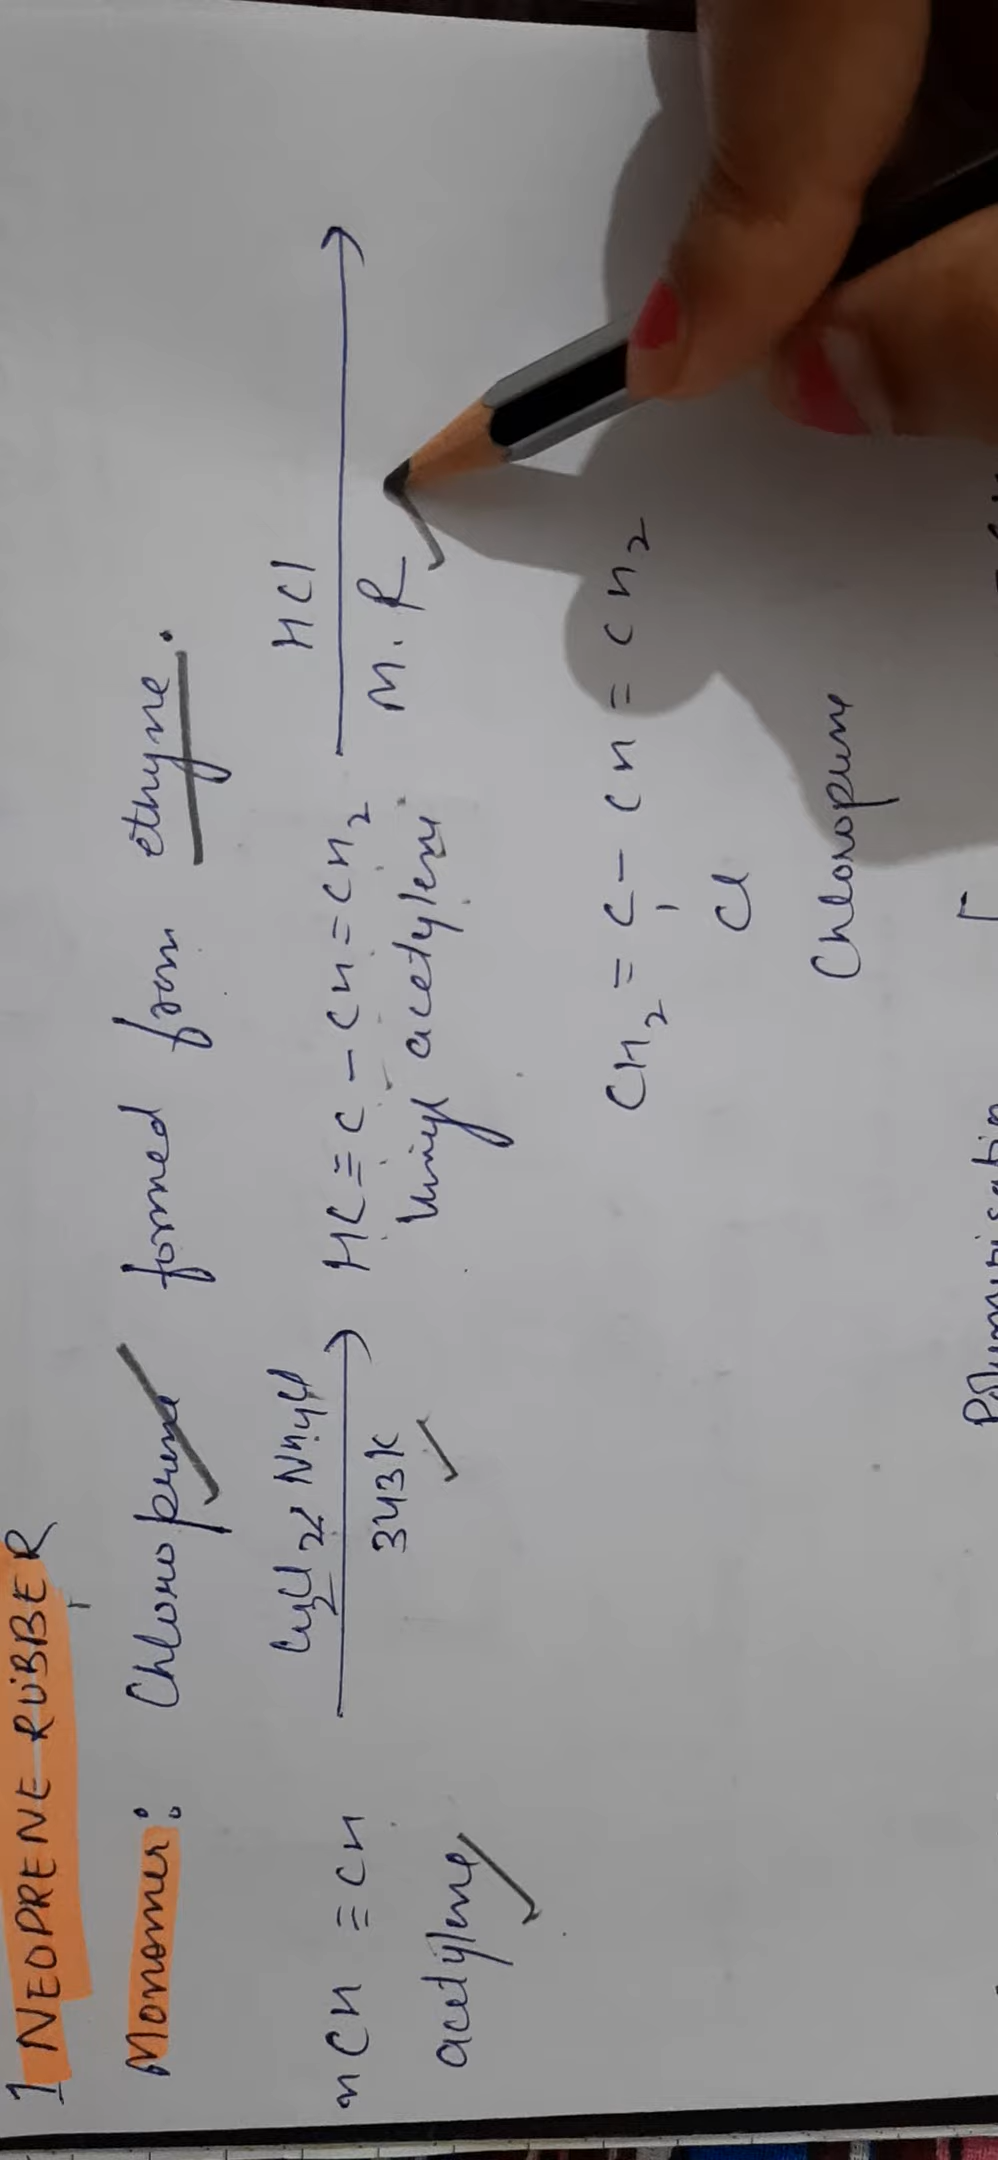 1 NEOPRENE RUBBER
Monomer: Chloroprene formed from ethyne.
nCH ≡ CH Cu2Cl2, NH4Cl 343K HC ≡ C - CH = CH2 HCl M.R
acetylene Vinyl acetylene
CH2 = C - CH = CH2
Cl
Chloroprene